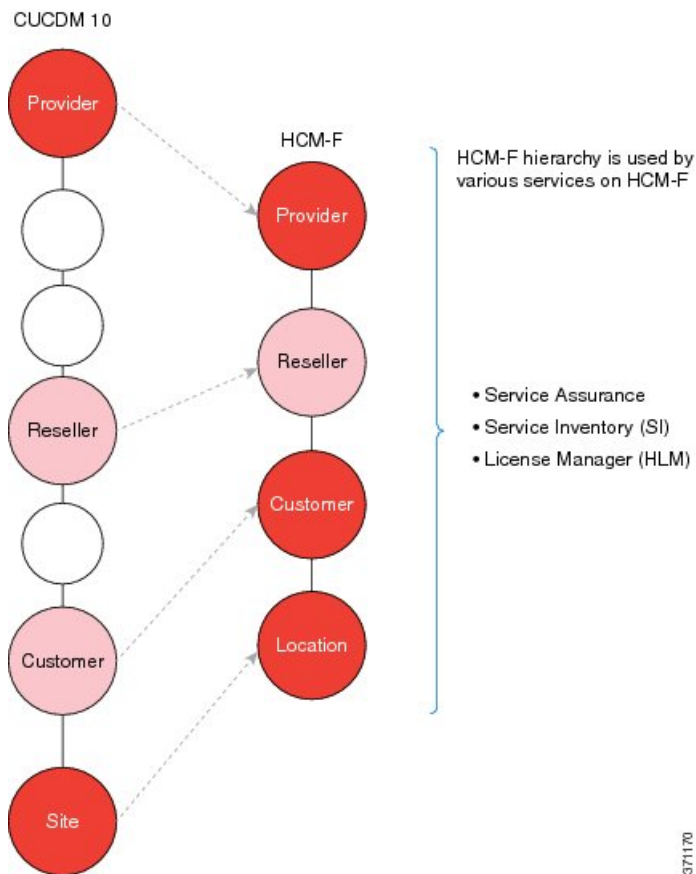 CUCDM 10
Provider
Reseller
Customer
Site
HCM-F
Provider
Reseller
Customer
Location
HCM-F hierarchy is used by
various services on HCM-F
• Service Assurance
• Service Inventory (SI)
• License Manager (HLM)
371170